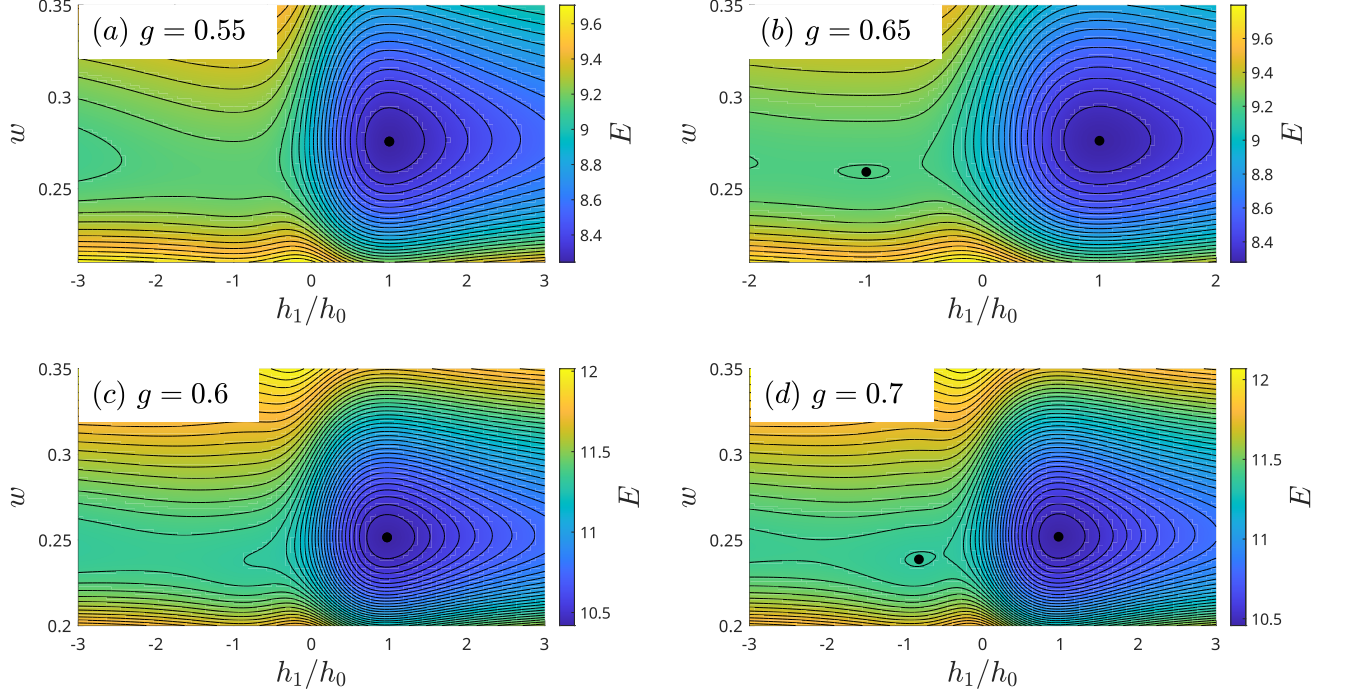 (a) g = 0.55
0.35
0.3
0.25
w
-3 -2 -1 0 1 2 3
h₁/h₀
9.6
9.4
9.2
9
8.8
8.6
8.4
E
(b) g = 0.65
0.35
0.3
0.25
w
-2 -1 0 1 2
h₁/h₀
9.6
9.4
9.2
9
8.8
8.6
8.4
E
(c) g = 0.6
0.35
0.3
0.25
0.2
w
-3 -2 -1 0 1 2 3
h₁/h₀
12
11.5
11
10.5
E
(d) g = 0.7
0.35
0.3
0.25
0.2
w
-3 -2 -1 0 1 2 3
h₁/h₀
12
11.5
11
10.5
E